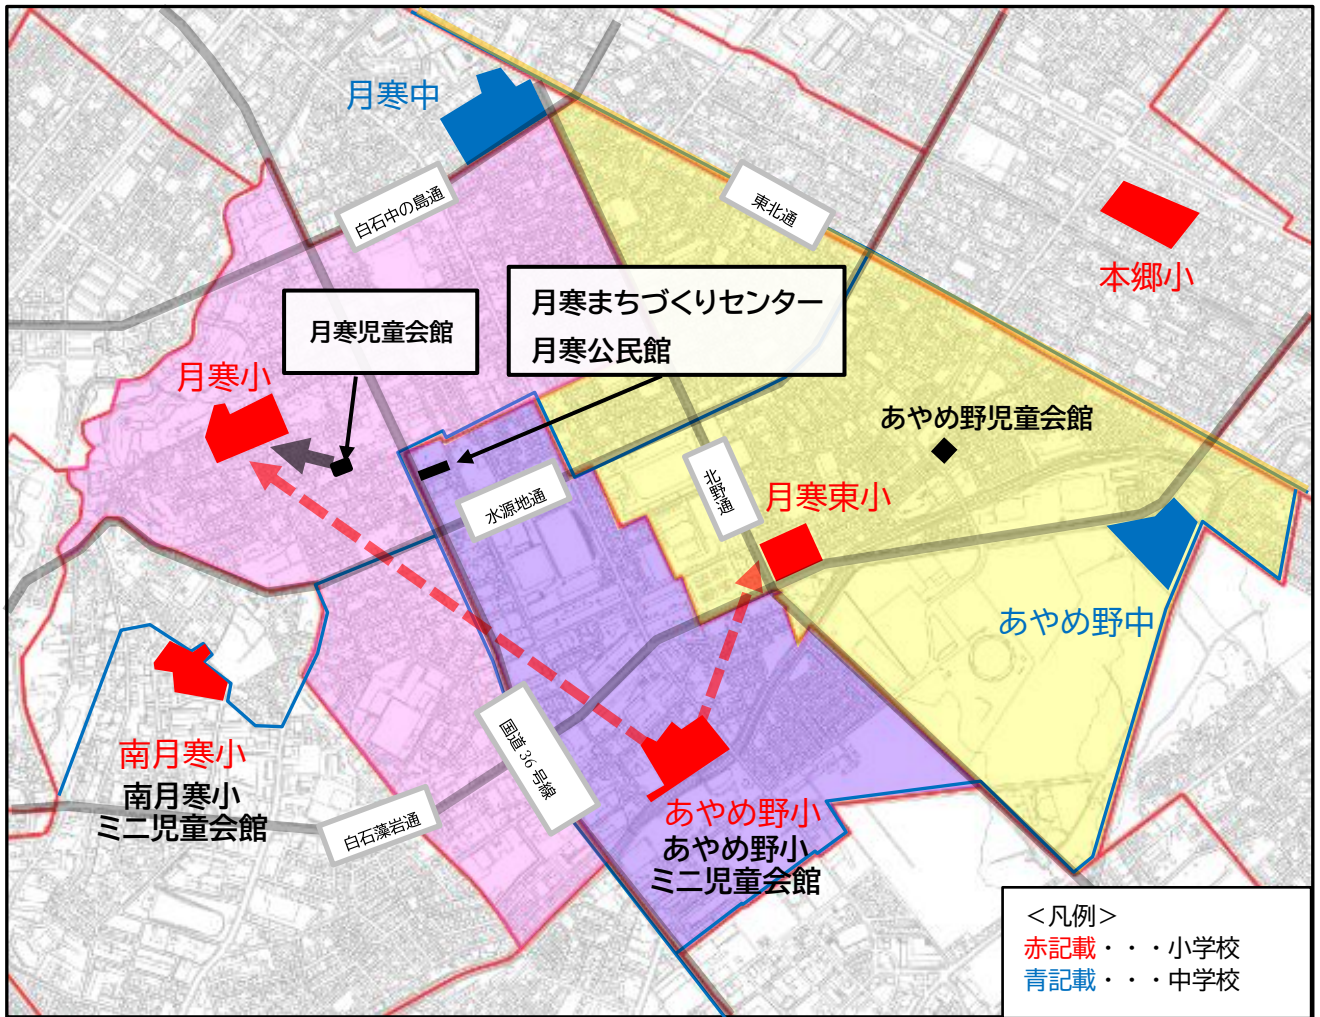 月寒中
白石中の島通
東北通
本郷小
月寒まちづくりセンター
月寒公民館
月寒児童会館
月寒小
あやめ野児童会館
北野通
月寒東小
水源地通
あやめ野中
国道 36 号線
南月寒小
南月寒小
ミニ児童会館
白石藻岩通
あやめ野小
あやめ野小
ミニ児童会館
＜凡例＞
赤記載・・・小学校
青記載・・・中学校